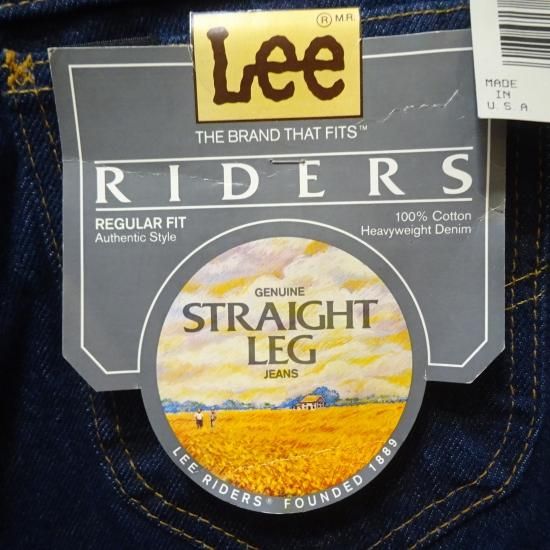 Lee
® M.R.
MADE
IN
U.S.A.
THE BRAND THAT FITS™
RIDERS
REGULAR FIT
Authentic Style
100% Cotton
Heavyweight Denim
GENUINE
STRAIGHT
LEG
JEANS
LEE RIDERS® FOUNDED 1889